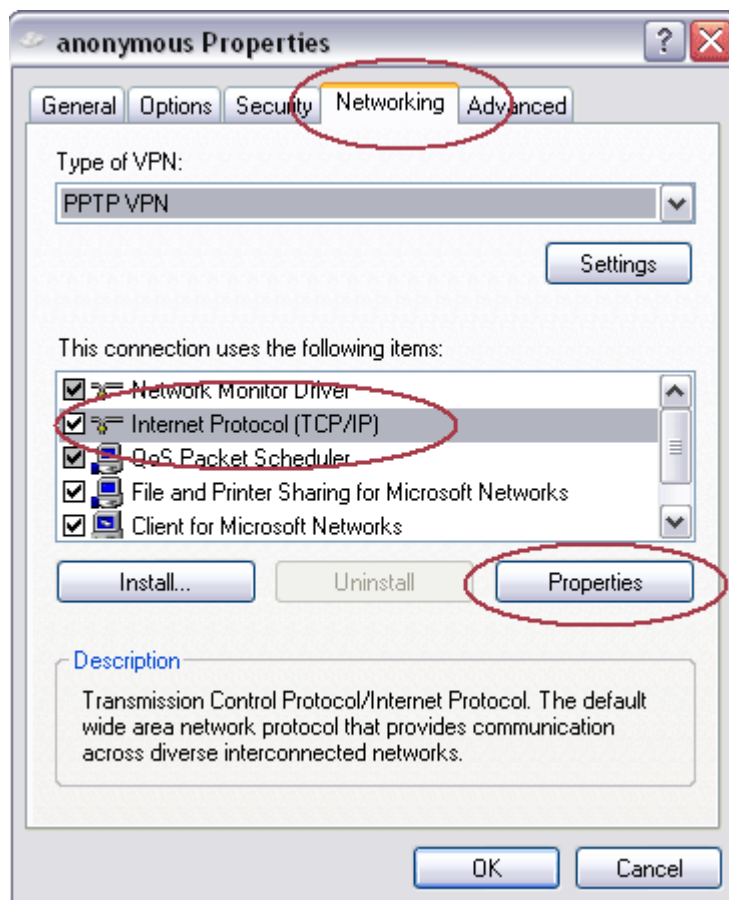 anonymous Properties
General Options Security Networking Advanced
Type of VPN:
PPTP VPN
Settings
This connection uses the following items:
Network Monitor Driver
Internet Protocol (TCP/IP)
QoS Packet Scheduler
File and Printer Sharing for Microsoft Networks
Client for Microsoft Networks
Install... Uninstall Properties
Description
Transmission Control Protocol/Internet Protocol. The default
wide area network protocol that provides communication
across diverse interconnected networks.
OK Cancel